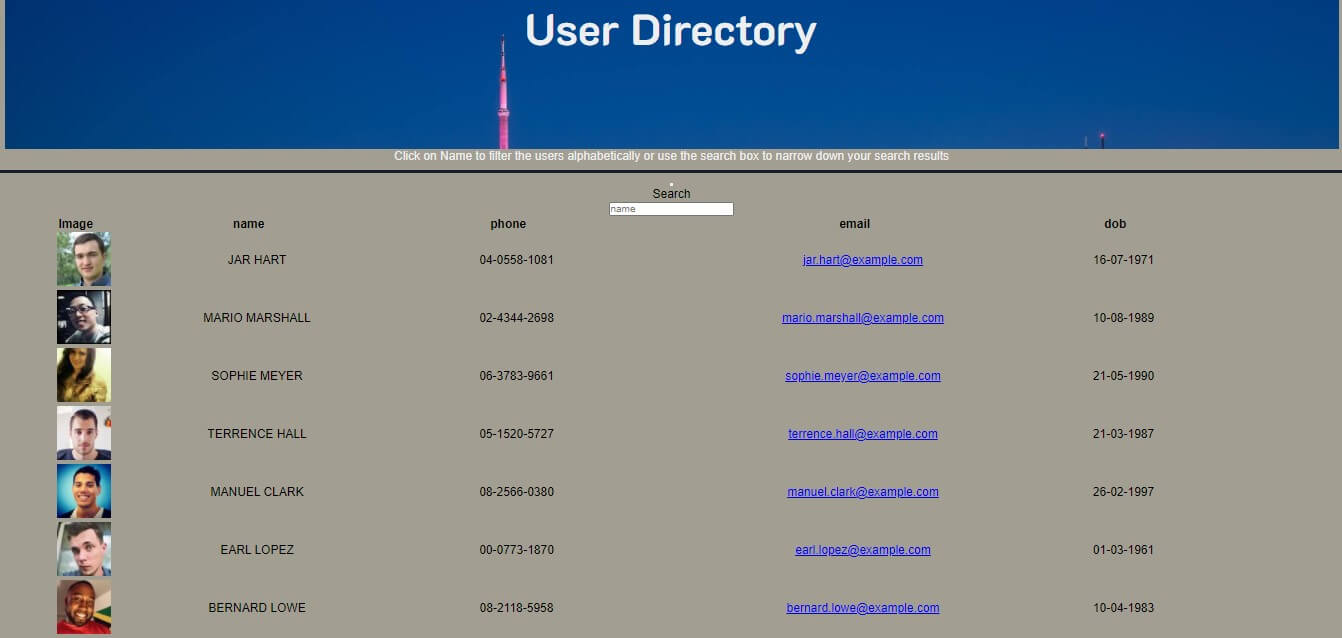 User Directory
Click on Name to filter the users alphabetically or use the search box to narrow down your search results
Search
name
Image name phone email dob
JAR HART 04-0558-1081 jar.hart@example.com 16-07-1971
MARIO MARSHALL 02-4344-2698 mario.marshall@example.com 10-08-1989
SOPHIE MEYER 06-3783-9661 sophie.meyer@example.com 21-05-1990
TERRENCE HALL 05-1520-5727 terrence.hall@example.com 21-03-1987
MANUEL CLARK 08-2566-0380 manuel.clark@example.com 26-02-1997
EARL LOPEZ 00-0773-1870 earl.lopez@example.com 01-03-1961
BERNARD LOWE 08-2118-5958 bernard.lowe@example.com 10-04-1983